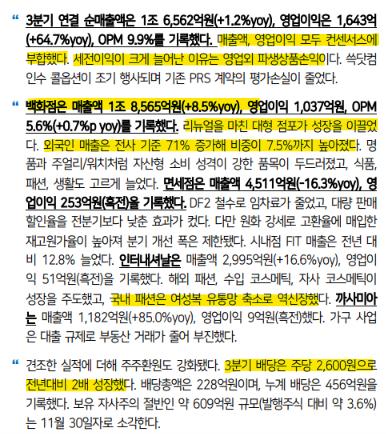 “ 3분기 연결 순매출액은 1조 6,562억원(+1.2%yoy), 영업이익은 1,643억
(+64.7%yoy), OPM 9.9%를 기록했다. 매출액, 영업이익 모두 컨센서스에
부합했다. 세전이익이 크게 늘어난 이유는 영업외 파생상품손익이다. 쓱닷컴
인수 콜옵션이 조기 행사되며 기존 PRS 계약의 평가손실이 줄었다.
“ 백화점은 매출액 1조 8,565억원(+8.5%yoy), 영업이익 1,037억원, OPM
5.6%(+0.7%p yoy)를 기록했다. 리뉴얼을 마친 대형 점포가 성장을 이끌었
다. 외국인 매출은 전사 기준 71% 증가해 비중이 7.5%까지 높아졌다. 명
품과 주얼리/워치처럼 자산형 소비 성격이 강한 품목이 두드러졌고, 식품,
패션, 생활도 고르게 늘었다. 면세점은 매출액 4,511억원(-16.3%yoy), 영
업이익 253억원(흑전)을 기록했다. DF2 철수로 임차료가 줄었고, 대량 판매
할인율을 전분기보다 낮춘 효과가 컸다. 다만 원화 강세로 고환율에 매입한
재고원가율이 높아져 분기 개선 폭은 제한됐다. 시내점 FIT 매출은 전년 대
비 12.8% 늘었다. 인터내셔날은 매출액 2,995억원(+16.6%yoy), 영업이
익 51억원(흑전)을 기록했다. 해외 패션, 수입 코스메틱, 자사 코스메틱이
성장을 주도했고, 국내 패션은 여성복 유통망 축소로 역신장했다. 까사미아
는 매출액 1,182억원(+85.0%yoy), 영업이익 9억원(흑전)했다. 가구 사업
은 대출 규제로 부동산 거래가 줄어 부진했다.
“ 견조한 실적에 더해 주주환원도 강화됐다. 3분기 배당은 주당 2,600원으로
전년대비 2배 성장했다. 배당총액은 228억원이며, 누계 배당은 456억원을
기록했다. 보유 자사주의 절반인 약 609억원 규모(발행주식 대비 약 3.6%)
는 11월 30일자로 소각한다.